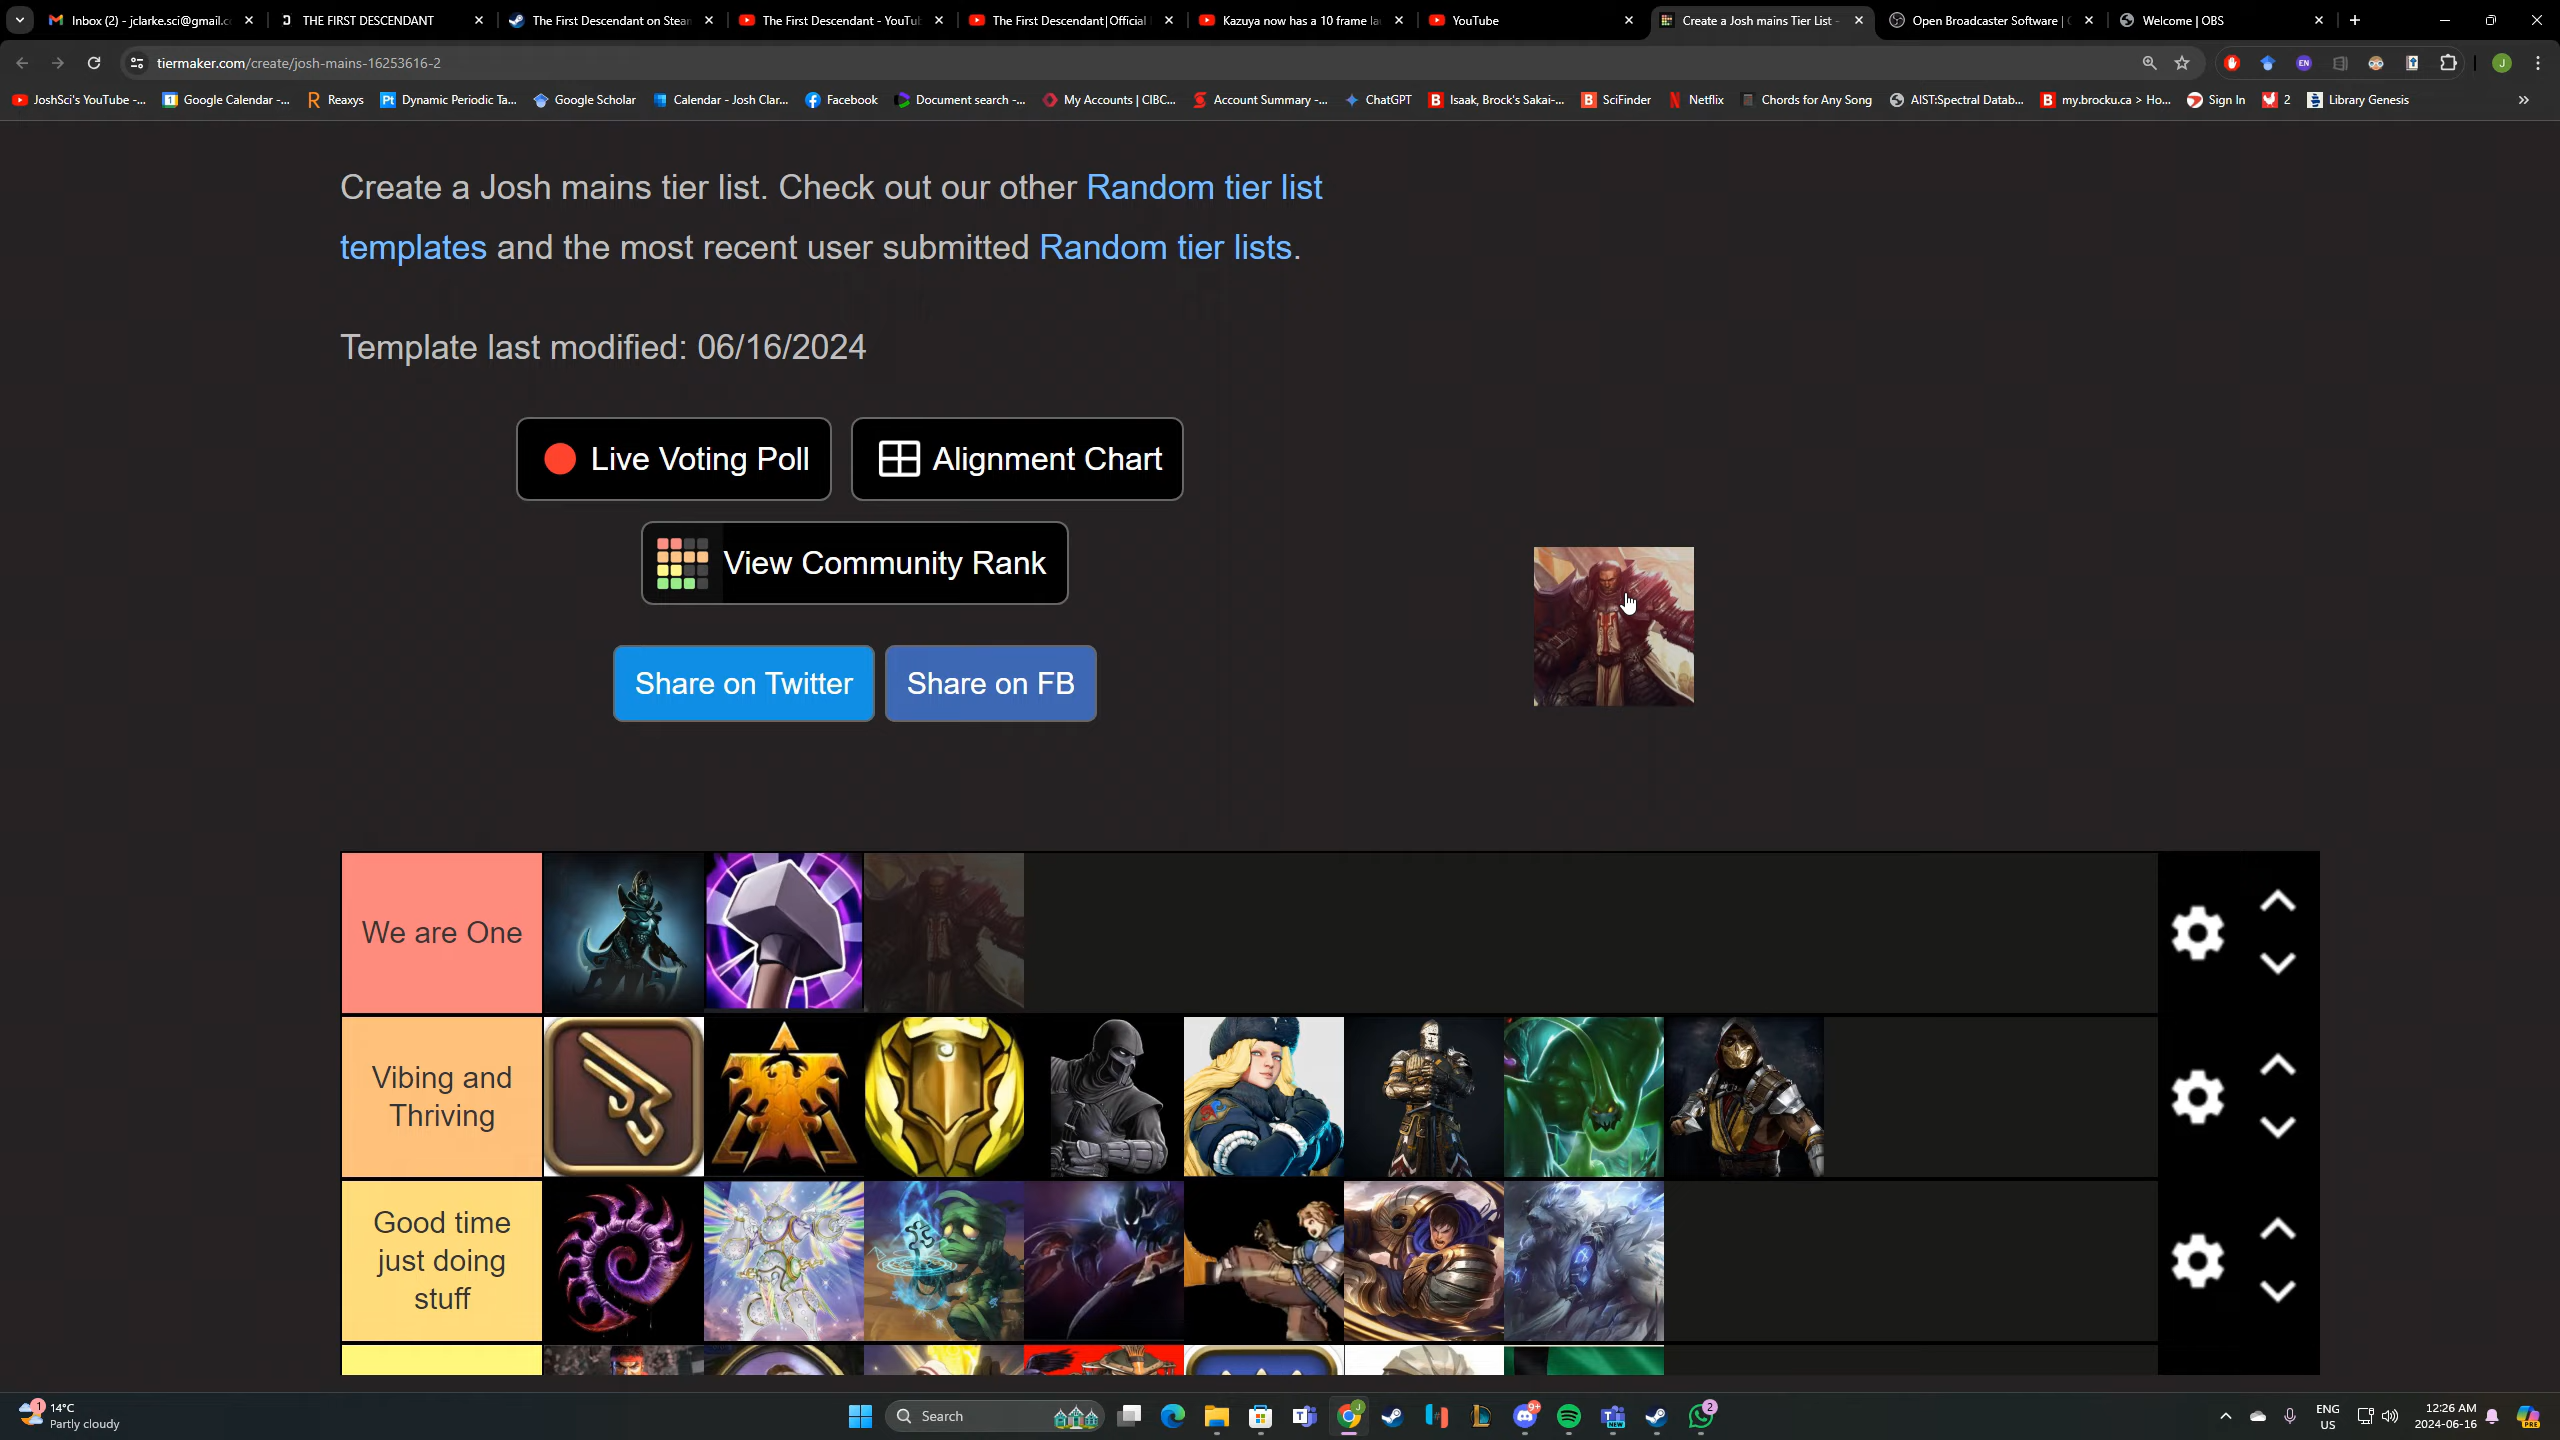 Inbox (2) - jclarke.sci@gmail.c
THE FIRST DESCENDANT
The First Descendant on Stear
The First Descendant - YouTu
The First Descendant | Official
Kazuya now has a 10 frame la
YouTube
Create a Josh mains Tier List -
Open Broadcaster Software |
Welcome | OBS
tiermaker.com/create/josh-mains-16253616-2
EN
J
JoshSci's YouTube -...
Google Calendar -...
Reaxys
Dynamic Periodic Ta...
Google Scholar
Calendar - Josh Clar...
Facebook
Document search -...
My Accounts | CIBC...
Account Summary -...
ChatGPT
Isaak, Brock's Sakai-...
SciFinder
Netflix
Chords for Any Song
AIST:Spectral Datab...
my.brocku.ca > Ho...
Sign In
2
Library Genesis
Create a Josh mains tier list. Check out our other Random tier list
templates and the most recent user submitted Random tier lists.
Template last modified: 06/16/2024
Live Voting Poll
Alignment Chart
View Community Rank
Share on Twitter
Share on FB
We are One
Vibing and
Thriving
Good time
just doing
stuff
1
14°C
Partly cloudy
Search
9+
NEW
2
ENG
US
12:26 AM
2024-06-16
PRE